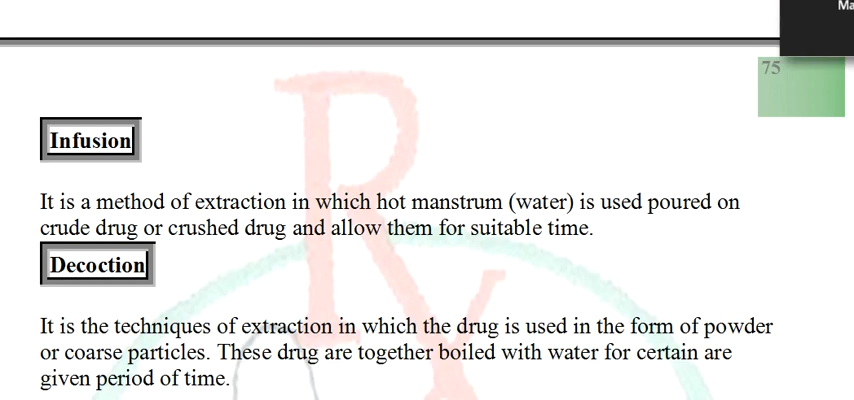 Ma
75
Infusion
It is a method of extraction in which hot manstrum (water) is used poured on
crude drug or crushed drug and allow them for suitable time.
Decoction
It is the techniques of extraction in which the drug is used in the form of powder
or coarse particles. These drug are together boiled with water for certain are
given period of time.